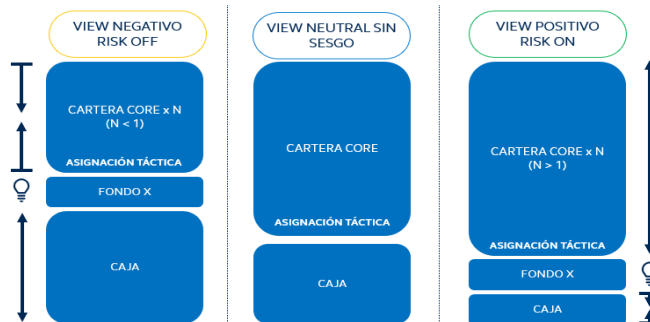 VIEW NEGATIVO
RISK OFF
CARTERA CORE x N
(N < 1)
ASIGNACIÓN TÁCTICA
FONDO X
CAJA
VIEW NEUTRAL SIN
SESGO
CARTERA CORE
ASIGNACIÓN TÁCTICA
CAJA
VIEW POSITIVO
RISK ON
CARTERA CORE x N
(N > 1)
ASIGNACIÓN TÁCTICA
FONDO X
CAJA